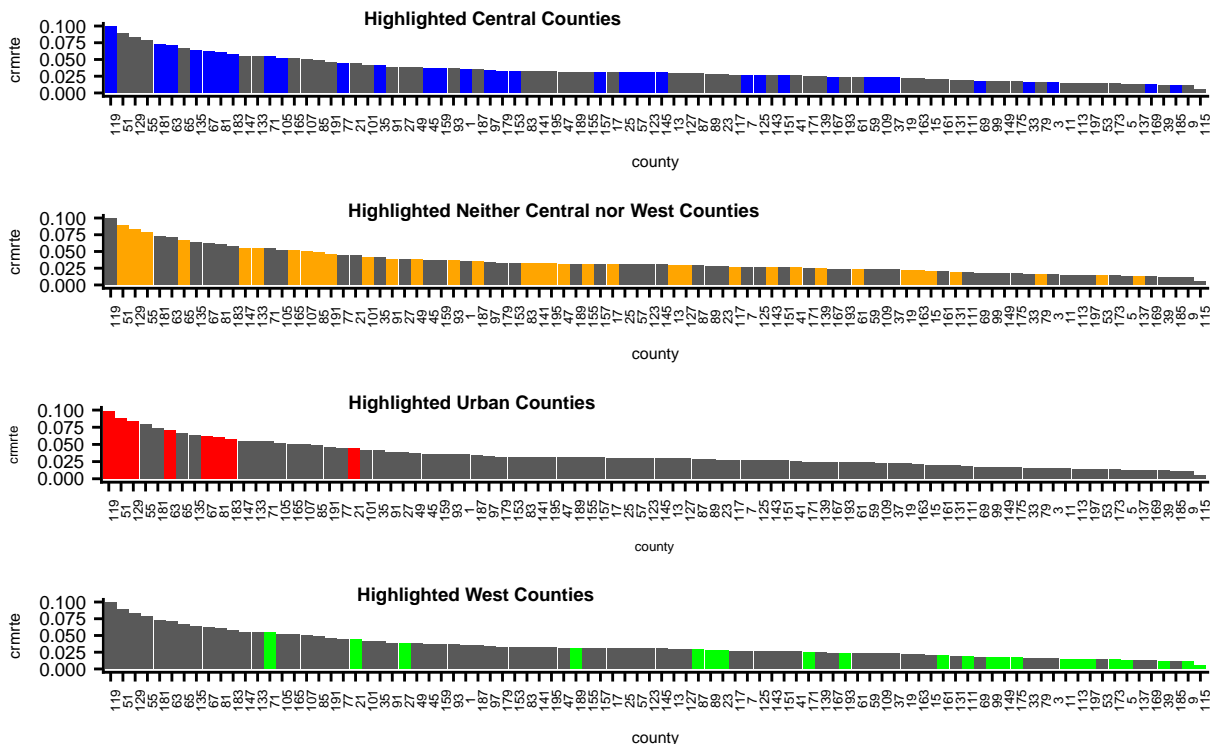 Highlighted Central Counties
crmrte
0.100
0.075
0.050
0.025
0.000
119 51 129 55 181 63 65 135 67 81 183 147 133 71 105 165 107 85 191 77 21 101 35 91 27 49 45 159 93 1 187 97 179 153 83 141 195 47 189 155 157 17 25 57 123 145 13 127 87 89 23 117 7 125 143 151 41 171 139 167 193 61 59 109 37 19 163 15 161 131 111 69 99 149 175 33 79 3 11 113 197 53 173 5 137 169 39 185 9 115
county
Highlighted Neither Central nor West Counties
crmrte
0.100
0.075
0.050
0.025
0.000
119 51 129 55 181 63 65 135 67 81 183 147 133 71 105 165 107 85 191 77 21 101 35 91 27 49 45 159 93 1 187 97 179 153 83 141 195 47 189 155 157 17 25 57 123 145 13 127 87 89 23 117 7 125 143 151 41 171 139 167 193 61 59 109 37 19 163 15 161 131 111 69 99 149 175 33 79 3 11 113 197 53 173 5 137 169 39 185 9 115
county
Highlighted Urban Counties
crmrte
0.100
0.075
0.050
0.025
0.000
119 51 129 55 181 63 65 135 67 81 183 147 133 71 105 165 107 85 191 77 21 101 35 91 27 49 45 159 93 1 187 97 179 153 83 141 195 47 189 155 157 17 25 57 123 145 13 127 87 89 23 117 7 125 143 151 41 171 139 167 193 61 59 109 37 19 163 15 161 131 111 69 99 149 175 33 79 3 11 113 197 53 173 5 137 169 39 185 9 115
county
Highlighted West Counties
crmrte
0.100
0.075
0.050
0.025
0.000
119 51 129 55 181 63 65 135 67 81 183 147 133 71 105 165 107 85 191 77 21 101 35 91 27 49 45 159 93 1 187 97 179 153 83 141 195 47 189 155 157 17 25 57 123 145 13 127 87 89 23 117 7 125 143 151 41 171 139 167 193 61 59 109 37 19 163 15 161 131 111 69 99 149 175 33 79 3 11 113 197 53 173 5 137 169 39 185 9 115
county